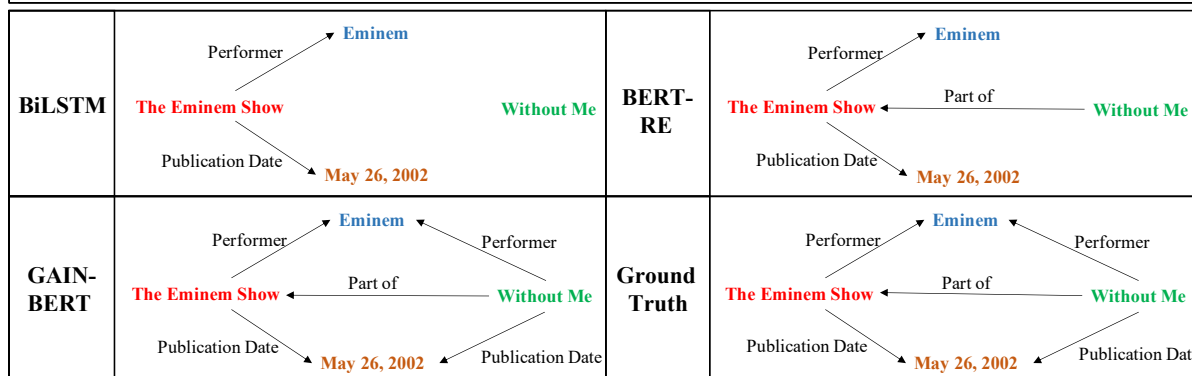 BiLSTM
Eminem
Performer
The Eminem Show
Without Me
Publication Date
May 26, 2002
BERT-
RE
Eminem
Performer
Part of
The Eminem Show
Without Me
Publication Date
May 26, 2002
GAIN-
BERT
Eminem
Performer
Performer
Part of
The Eminem Show
Without Me
Publication Date
Publication Date
May 26, 2002
Ground
Truth
Eminem
Performer
Performer
Part of
The Eminem Show
Without Me
Publication Date
Publication Dat
May 26, 2002